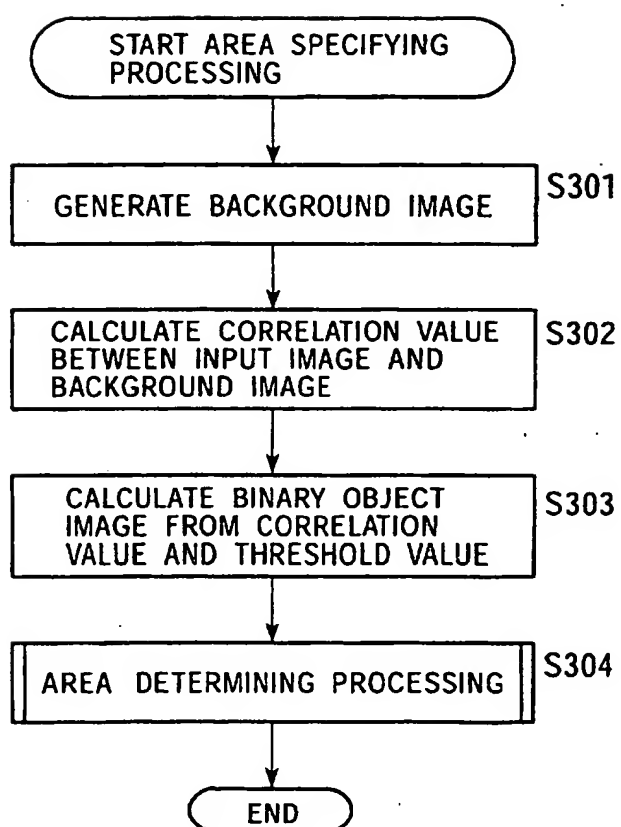 START AREA SPECIFYING
PROCESSING
GENERATE BACKGROUND IMAGE
S301
CALCULATE CORRELATION VALUE
BETWEEN INPUT IMAGE AND
BACKGROUND IMAGE
S302
CALCULATE BINARY OBJECT
IMAGE FROM CORRELATION
VALUE AND THRESHOLD VALUE
S303
AREA DETERMINING PROCESSING
S304
END